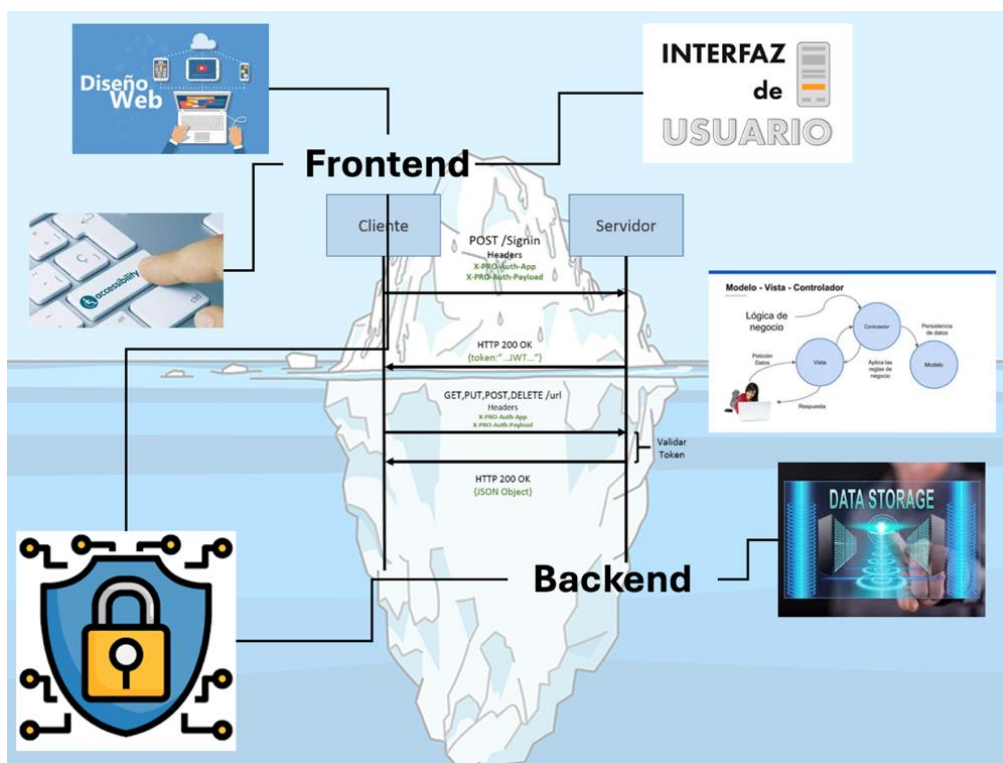 Diseño
Web
INTERFAZ
de
USUARIO
Frontend
accessibility
ctrl
Cliente
Servidor
POST /Signin
Headers
X-PRO-Auth-App
X-PRO-Auth-Payload
HTTP 200 OK
{token:"...JWT..."}
GET,PUT,POST,DELETE /url
Headers
X-PRO-Auth-App
X-PRO-Auth-Payload
Validar
Token
HTTP 200 OK
{JSON Object}
Modelo - Vista - Controlador
Lógica de
negocio
Controlador
Persistencia
de datos
Petición
Datos
Vista
Aplica las
reglas de
negocio
Modelo
Respuesta
DATA STORAGE
Backend